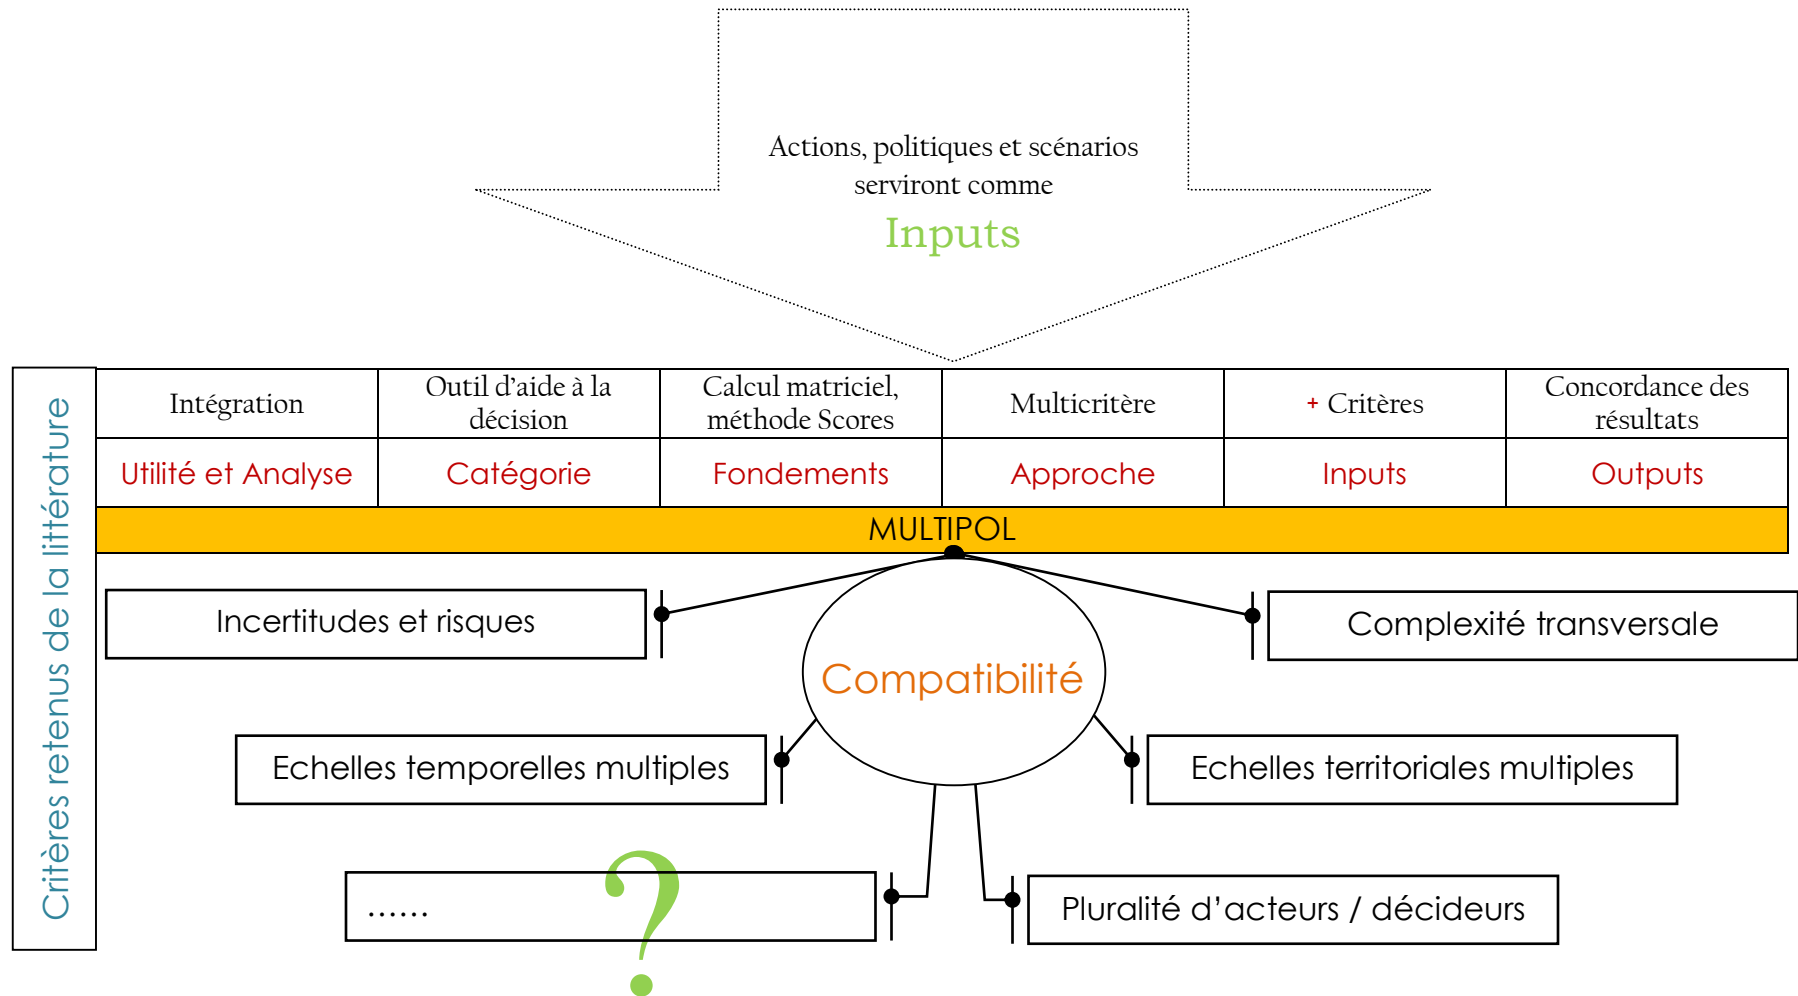 Actions, politiques et scénarios
serviront comme
Inputs
Critères retenus de la littérature
Intégration
Outil d'aide à la
décision
Calcul matriciel,
méthode Scores
Multicritère
+ Critères
Concordance des
résultats
Utilité et Analyse
Catégorie
Fondements
Approche
Inputs
Outputs
MULTIPOL
Incertitudes et risques
Complexité transversale
Compatibilité
Echelles temporelles multiples
Echelles territoriales multiples
......
?
Pluralité d’acteurs / décideurs